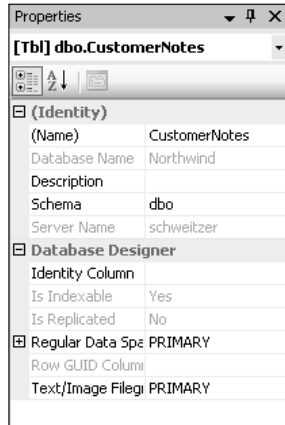 Properties
[Tbl] dbo.CustomerNotes
(Identity)
(Name) CustomerNotes
Database Name Northwind
Description
Schema dbo
Server Name schweitzer
Database Designer
Identity Column
Is Indexable Yes
Is Replicated No
Regular Data Spa PRIMARY
Row GUID Colum
Text/Image Fileg PRIMARY